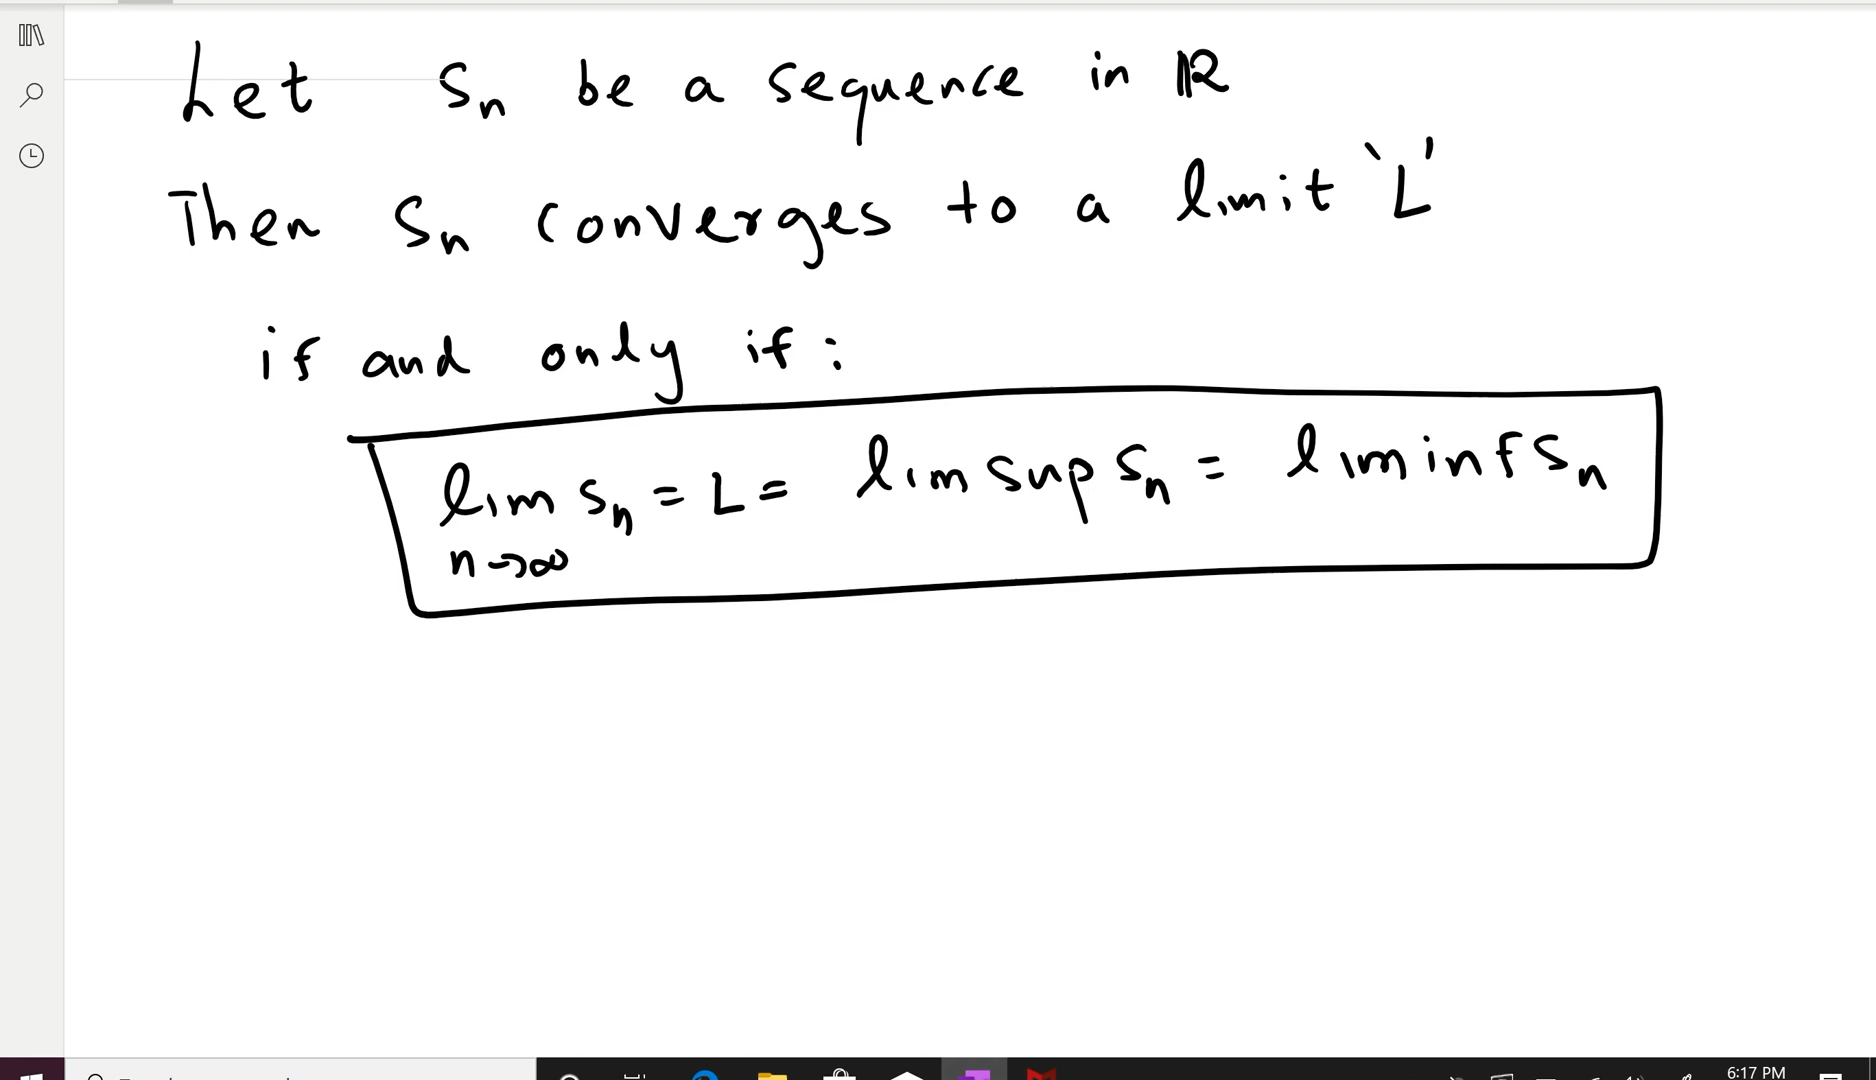 Let Sn be a sequence in ℝ
Then Sn converges to a limit 'L'
if and only if:
lim Sn = L = lim sup Sn = lim inf Sn
n→∞
6:17 PM